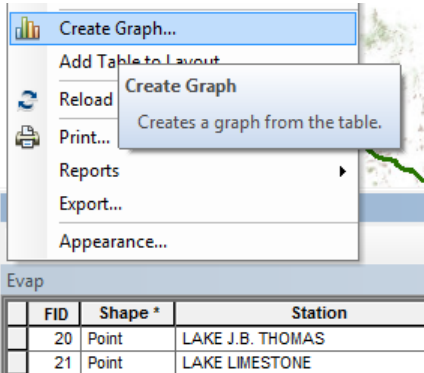 Create Graph...
Add Table to Layout
Create Graph
Reload
Creates a graph from the table.
Print...
Reports
Export...
Appearance...
Evap
FID Shape * Station
20 Point LAKE J.B. THOMAS
21 Point LAKE LIMESTONE